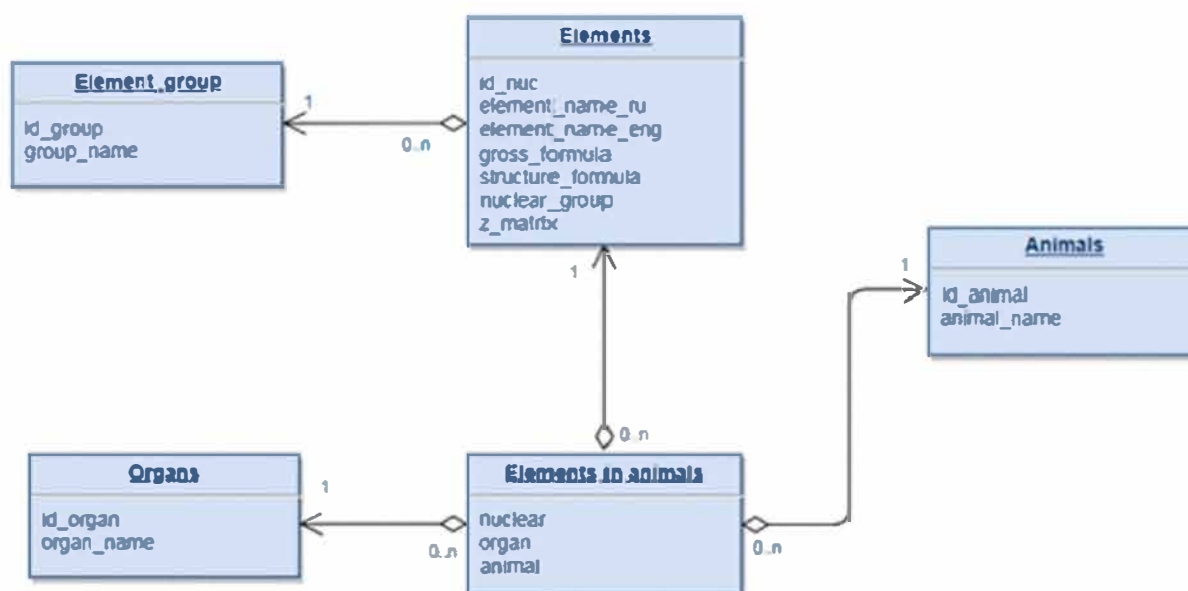 Elements
id_nuc
element_name_ru
element_name_eng
gross_formula
structure_formula
nuclear_group
z_matrix
Element_group
id_group
group_name
1
0..n
Animals
id_animal
animal_name
1
1
0..n
Organs
id_organ
organ_name
1
0..n
Elements in animals
nuclear
organ
animal
0..n